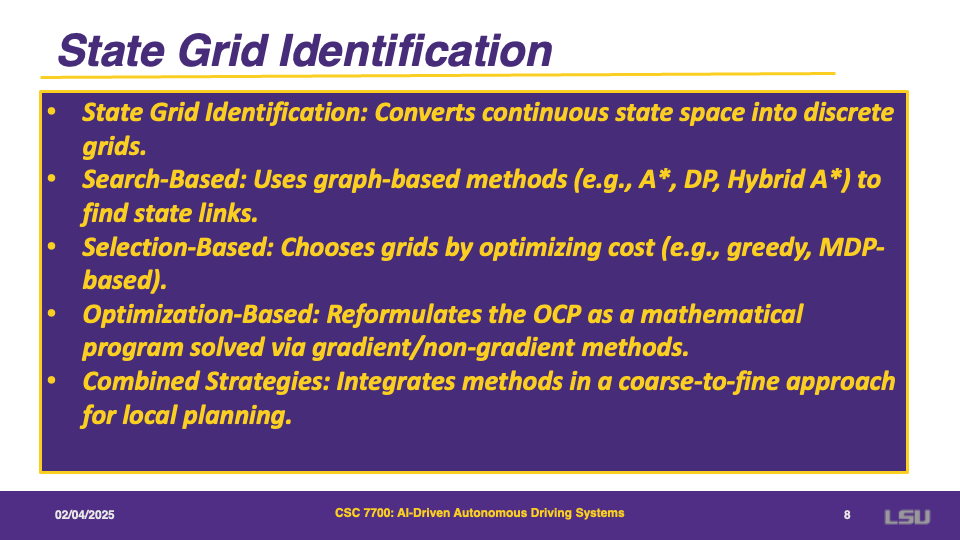 State Grid Identification
• State Grid Identification: Converts continuous state space into discrete
grids.
• Search-Based: Uses graph-based methods (e.g., A*, DP, Hybrid A*) to
find state links.
• Selection-Based: Chooses grids by optimizing cost (e.g., greedy, MDP-
based).
• Optimization-Based: Reformulates the OCP as a mathematical
program solved via gradient/non-gradient methods.
• Combined Strategies: Integrates methods in a coarse-to-fine approach
for local planning.
02/04/2025
CSC 7700: AI-Driven Autonomous Driving Systems
8
LSU